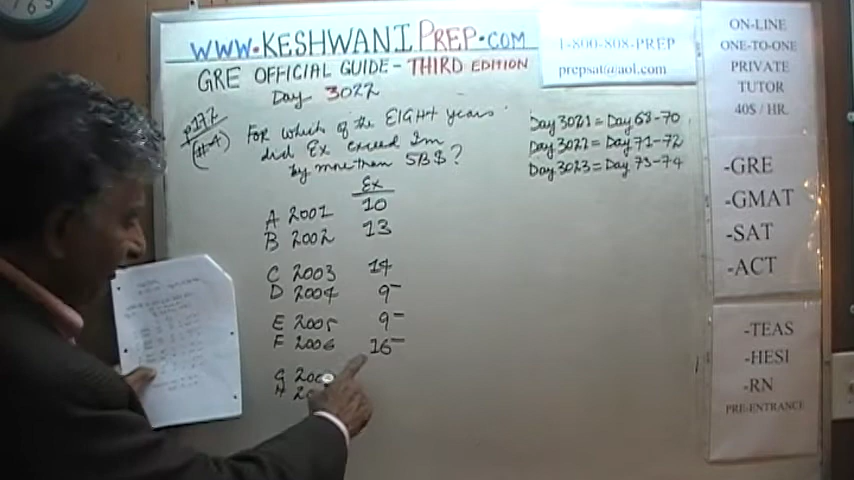 WWW.KESHWANIPREP.COM
GRE OFFICIAL GUIDE - THIRD EDITION
Day 3022
P172
(#4)
For which of the EIGHT years
did Ex exceed Im
by more than 5B$?
Ex
A 2001 10
B 2002 13
C 2003 14
D 2004 9-
E 2005 9-
F 2006 16-
G 200
H 20
1-800-808-PREP
prepsat@aol.com
Day 3021 = Day 68-70
Day 3022 = Day 71-72
Day 3023 = Day 73-74
ON-LINE
ONE-TO-ONE
PRIVATE
TUTOR
40$ / HR.
-GRE
-GMAT
-SAT
-ACT
-TEAS
-HESI
-RN
PRE-ENTRANCE